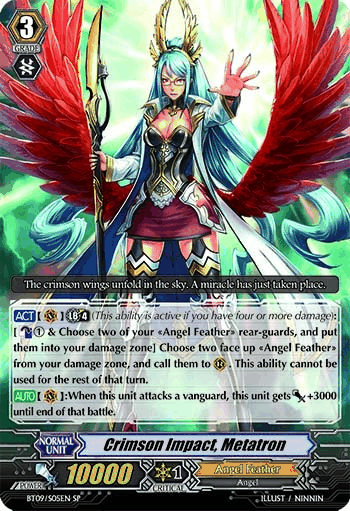 3
GRADE
The crimson wings unfold in the sky. A miracle has just taken place.
ACT [ ] LB4 (This ability is active if you have four or more damage):
[ 1 & Choose two of your «Angel Feather» rear-guards, and put
them into your damage zone] Choose two face up «Angel Feather»
from your damage zone, and call them to . This ability cannot
be used for the rest of that turn.
AUTO [ ]:When this unit attacks a vanguard, this unit gets +3000
until end of that battle.
NORMAL UNIT
Crimson Impact, Metatron
POWER 10000
1 CRITICAL
Angel Feather
Angel
BT09/S05EN SP
ILLUST / NINNIN